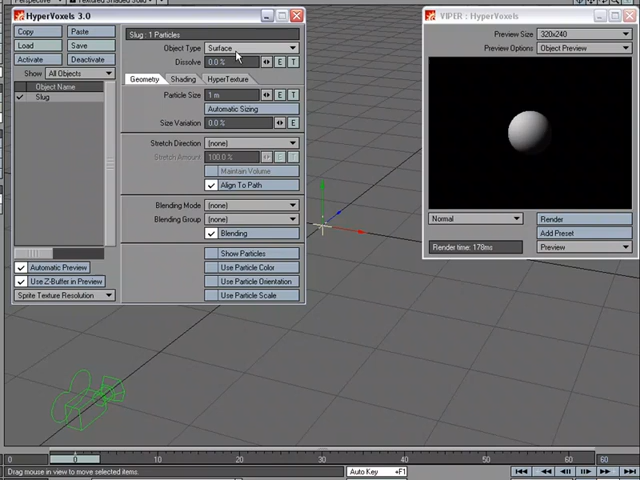 Perspective
Textured Shaded Solid
HyperVoxels 3.0
Copy Paste
Load Save
Activate Deactivate
Show All Objects
Object Name
Slug
Automatic Preview
Use Z-Buffer in Preview
Sprite Texture Resolution
Slug : 1 Particles
Object Type Surface
Dissolve 0.0 % E T
Geometry Shading HyperTexture
Particle Size 1 m E T
Automatic Sizing
Size Variation 0.0 % E
Stretch Direction (none)
Stretch Amount 100.0 % E T
Maintain Volume
Align To Path
Blending Mode (none)
Blending Group (none)
Blending
Show Particles
Use Particle Color
Use Particle Orientation
Use Particle Scale
VIPER : HyperVoxels
Preview Size 320x240
Preview Options Object Preview
Normal Render
Add Preset
Render time: 178ms Preview
0 10 20 30 40 50 60
0 60
Drag mouse in view to move selected items.
Auto Key +F1